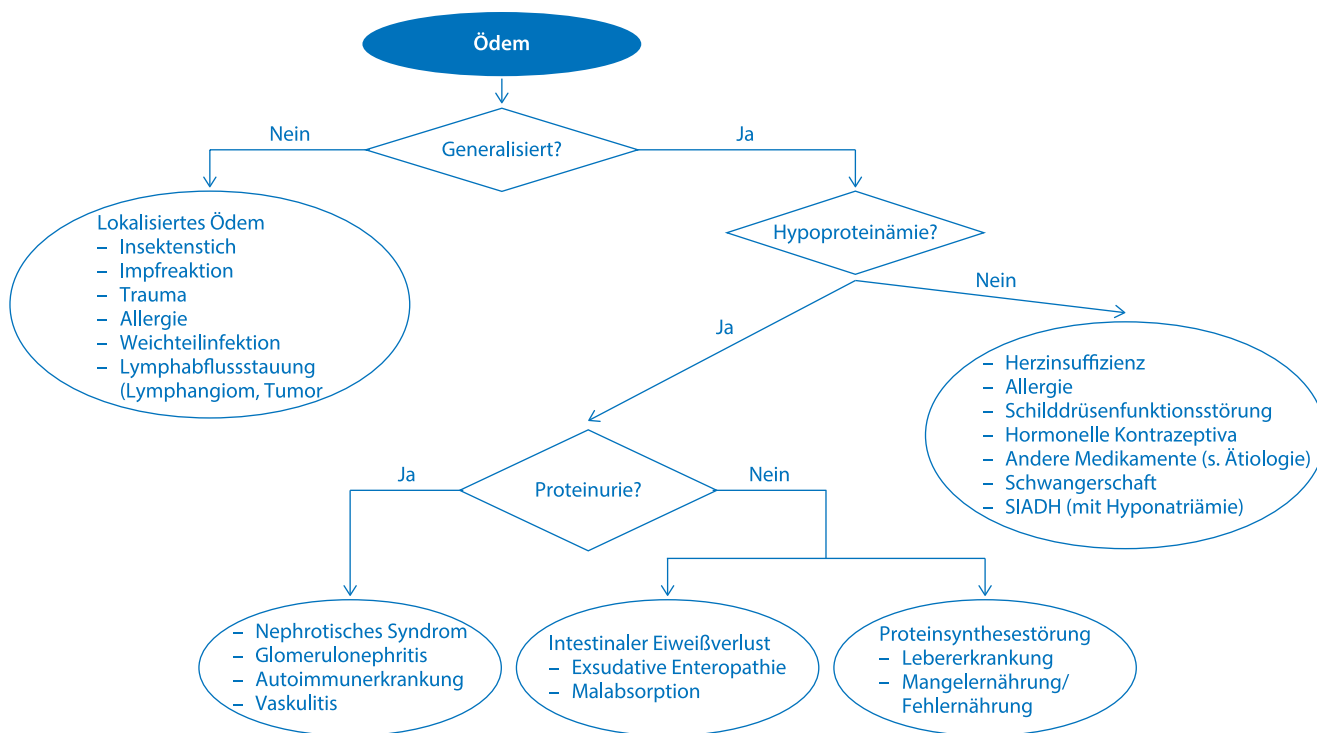 Ödem
Nein
Generalisiert?
Ja
Lokalisiertes Ödem
– Insektenstich
– Impfreaktion
– Trauma
– Allergie
– Weichteilinfektion
– Lymphabflussstauung
(Lymphangiom, Tumor
Hypoproteinämie?
Ja
Nein
– Herzinsuffizienz
– Allergie
– Schilddrüsenfunktionsstörung
– Hormonelle Kontrazeptiva
– Andere Medikamente (s. Ätiologie)
– Schwangerschaft
– SIADH (mit Hyponatriämie)
Ja
Proteinurie?
Nein
– Nephrotisches Syndrom
– Glomerulonephritis
– Autoimmunerkrankung
– Vaskulitis
Intestinaler Eiweißverlust
– Exsudative Enteropathie
– Malabsorption
Proteinsynthesestörung
– Lebererkrankung
– Mangelernährung/
Fehlernährung